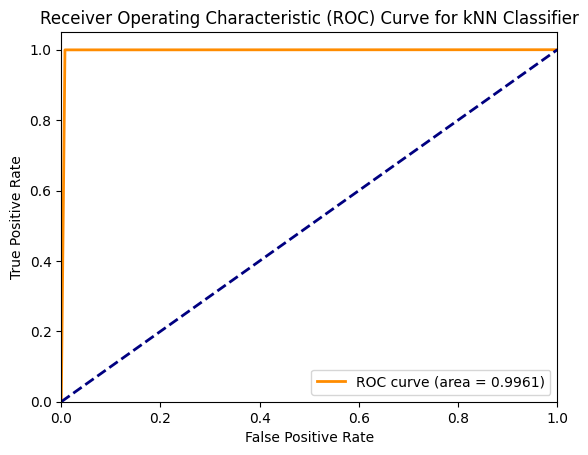 Receiver Operating Characteristic (ROC) Curve for kNN Classifier
1.0
0.8
0.6
0.4
0.2
0.0
True Positive Rate
ROC curve (area = 0.9961)
0.0 0.2 0.4 0.6 0.8 1.0
False Positive Rate